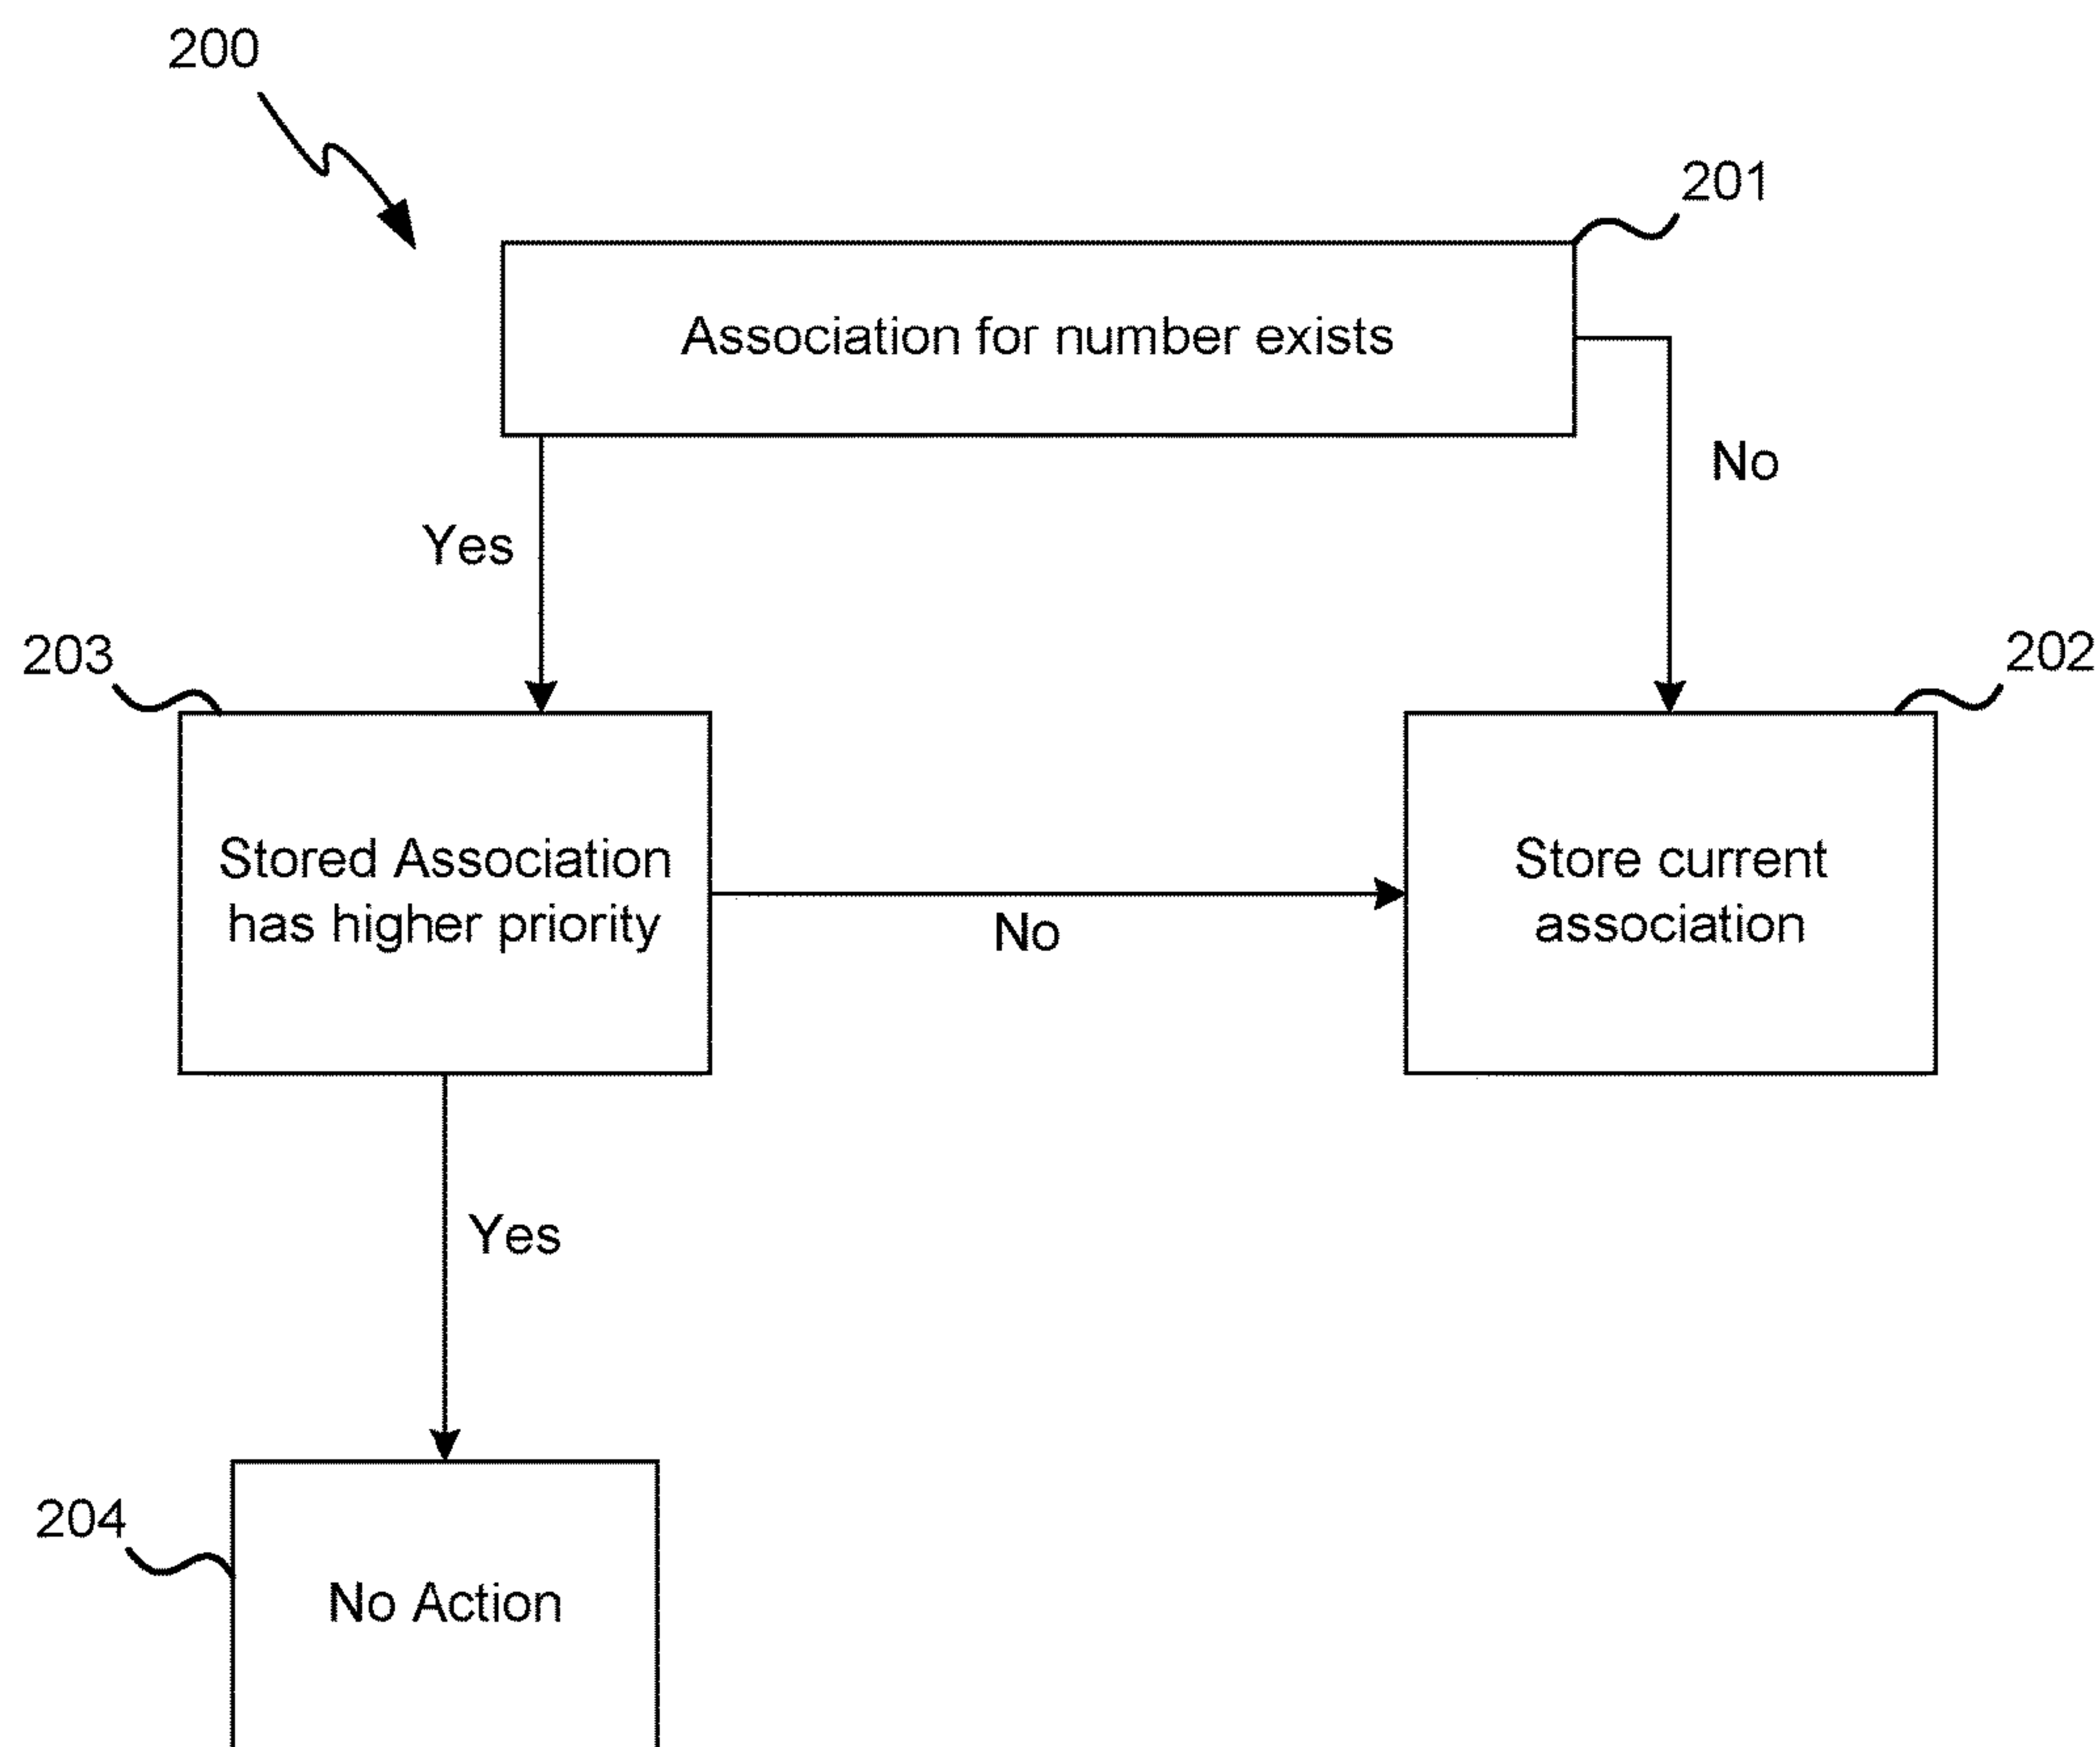 200
201
Association for number exists
No
Yes
203
202
Stored Association
has higher priority
No
Store current
association
Yes
204
No Action